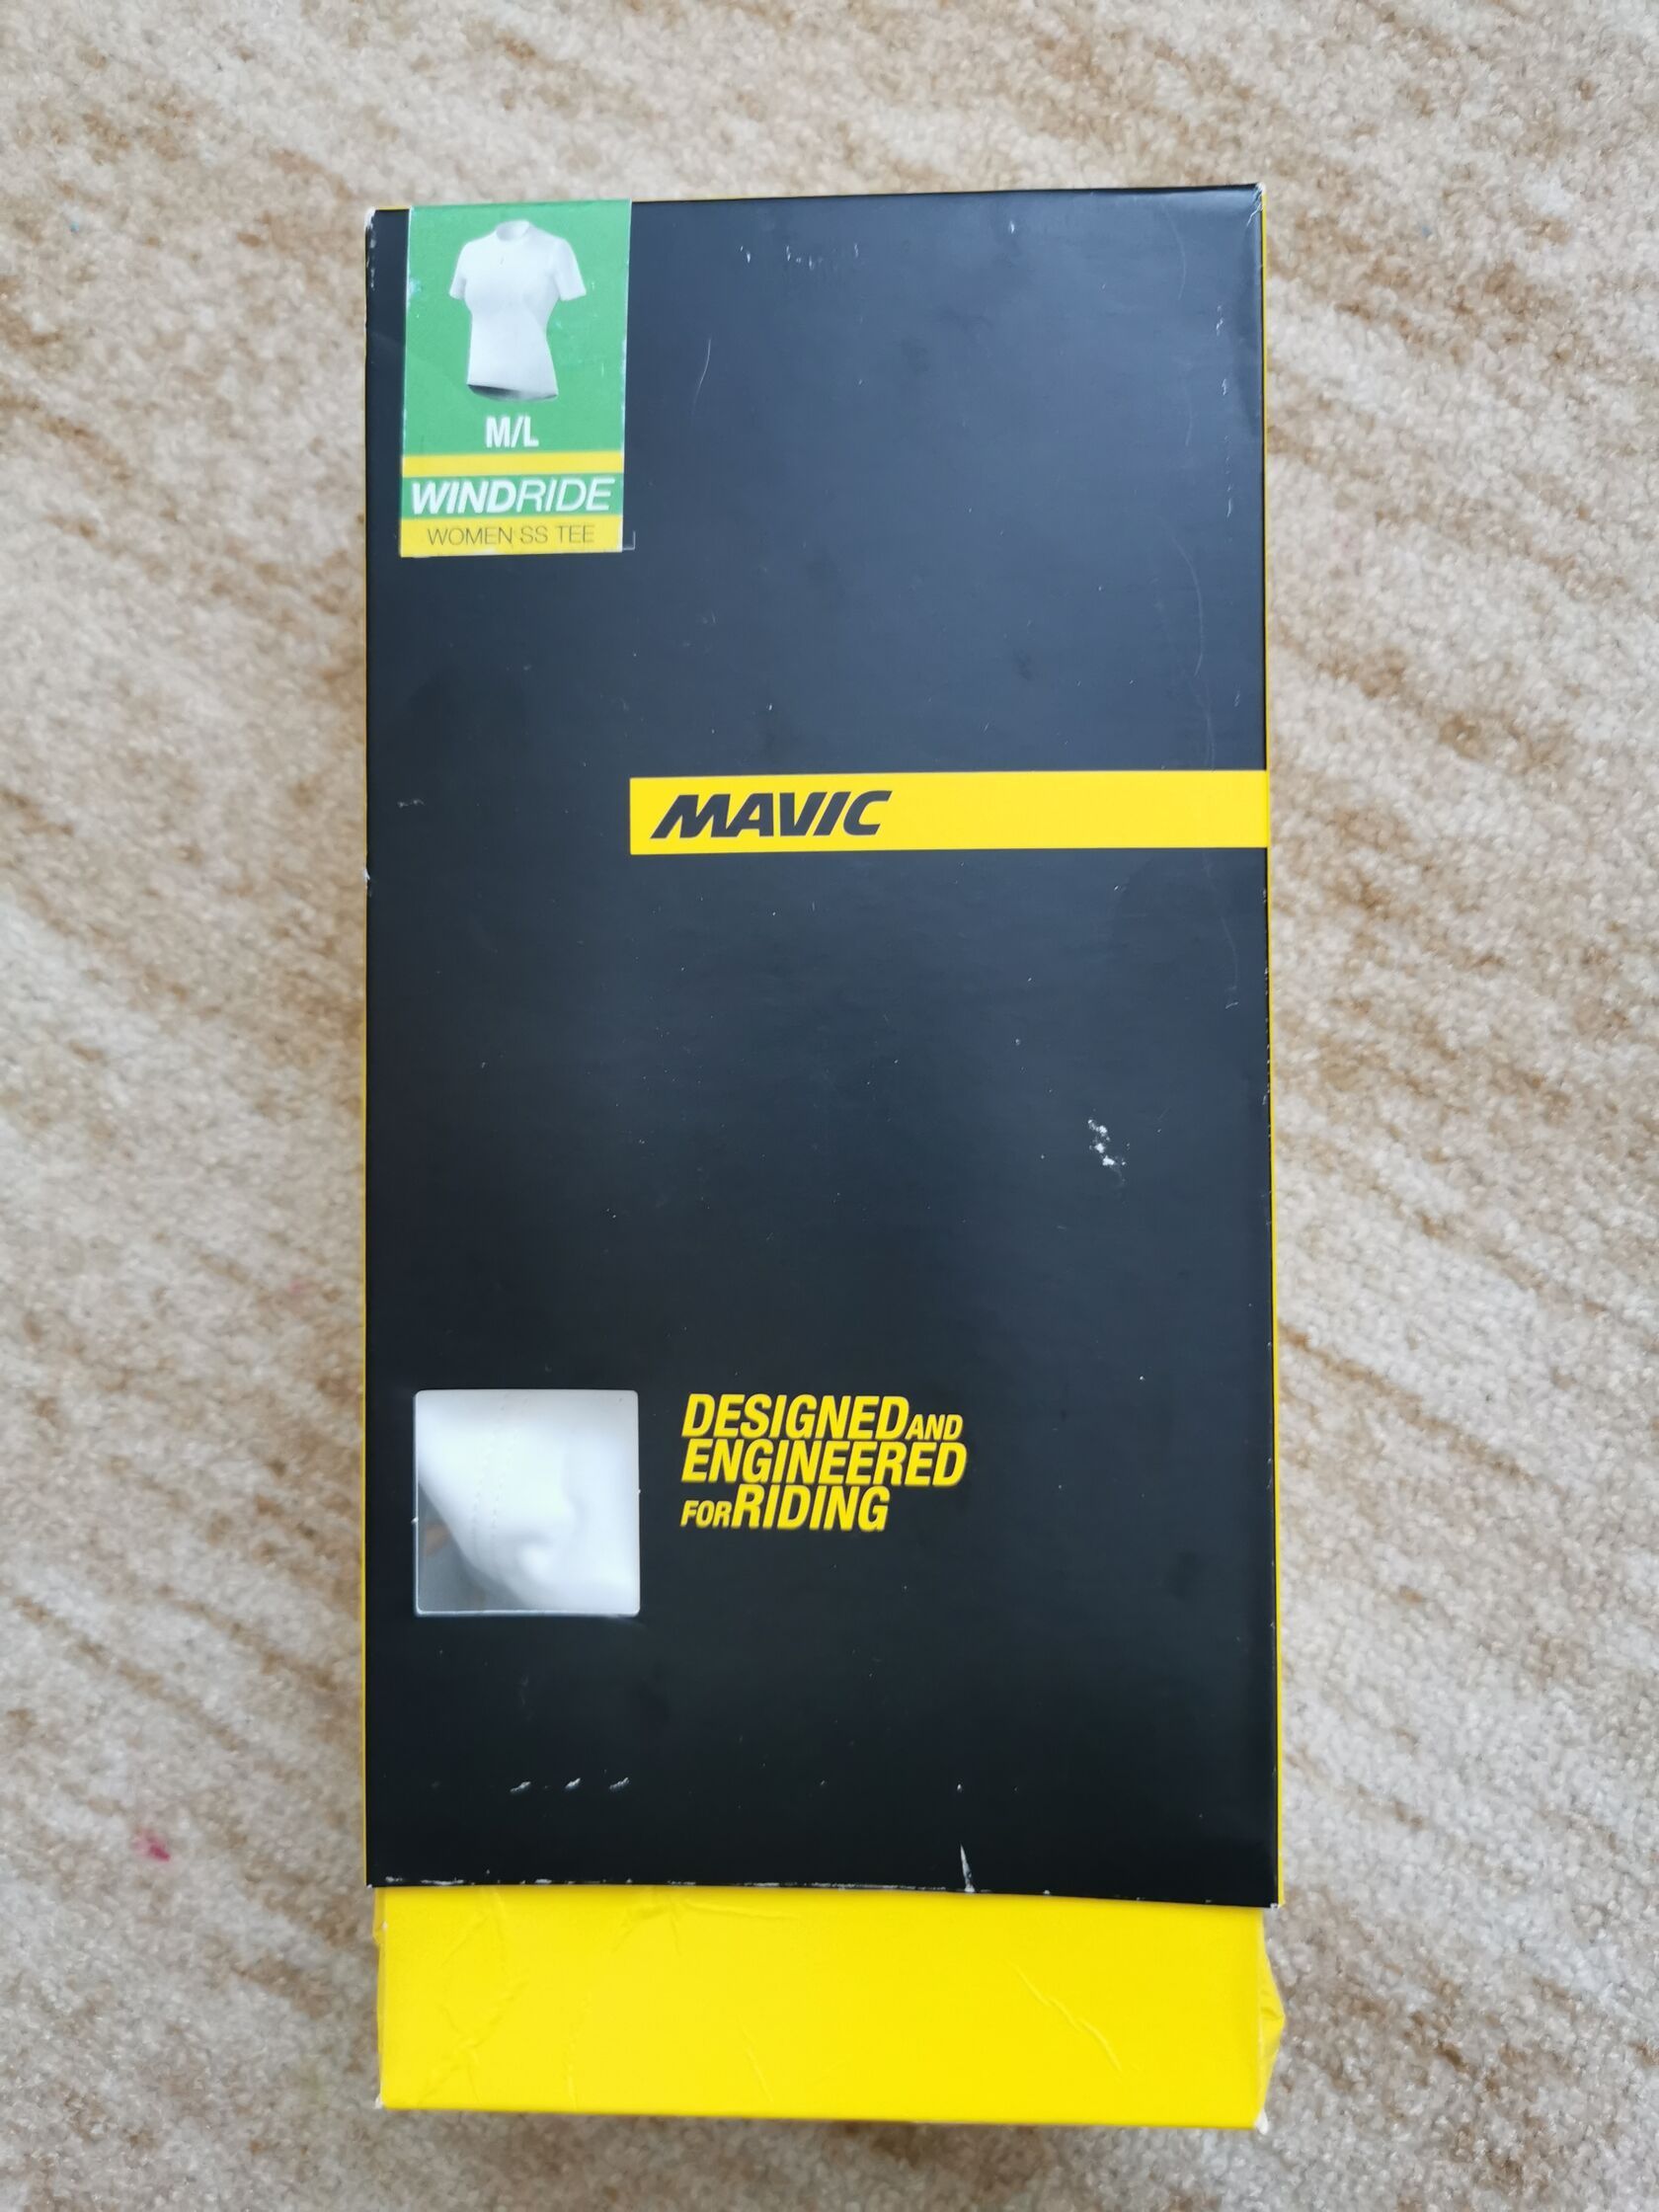 M/L
WINDRIDE
WOMEN SS TEE
MAVIC
DESIGNED AND
ENGINEERED
FOR RIDING